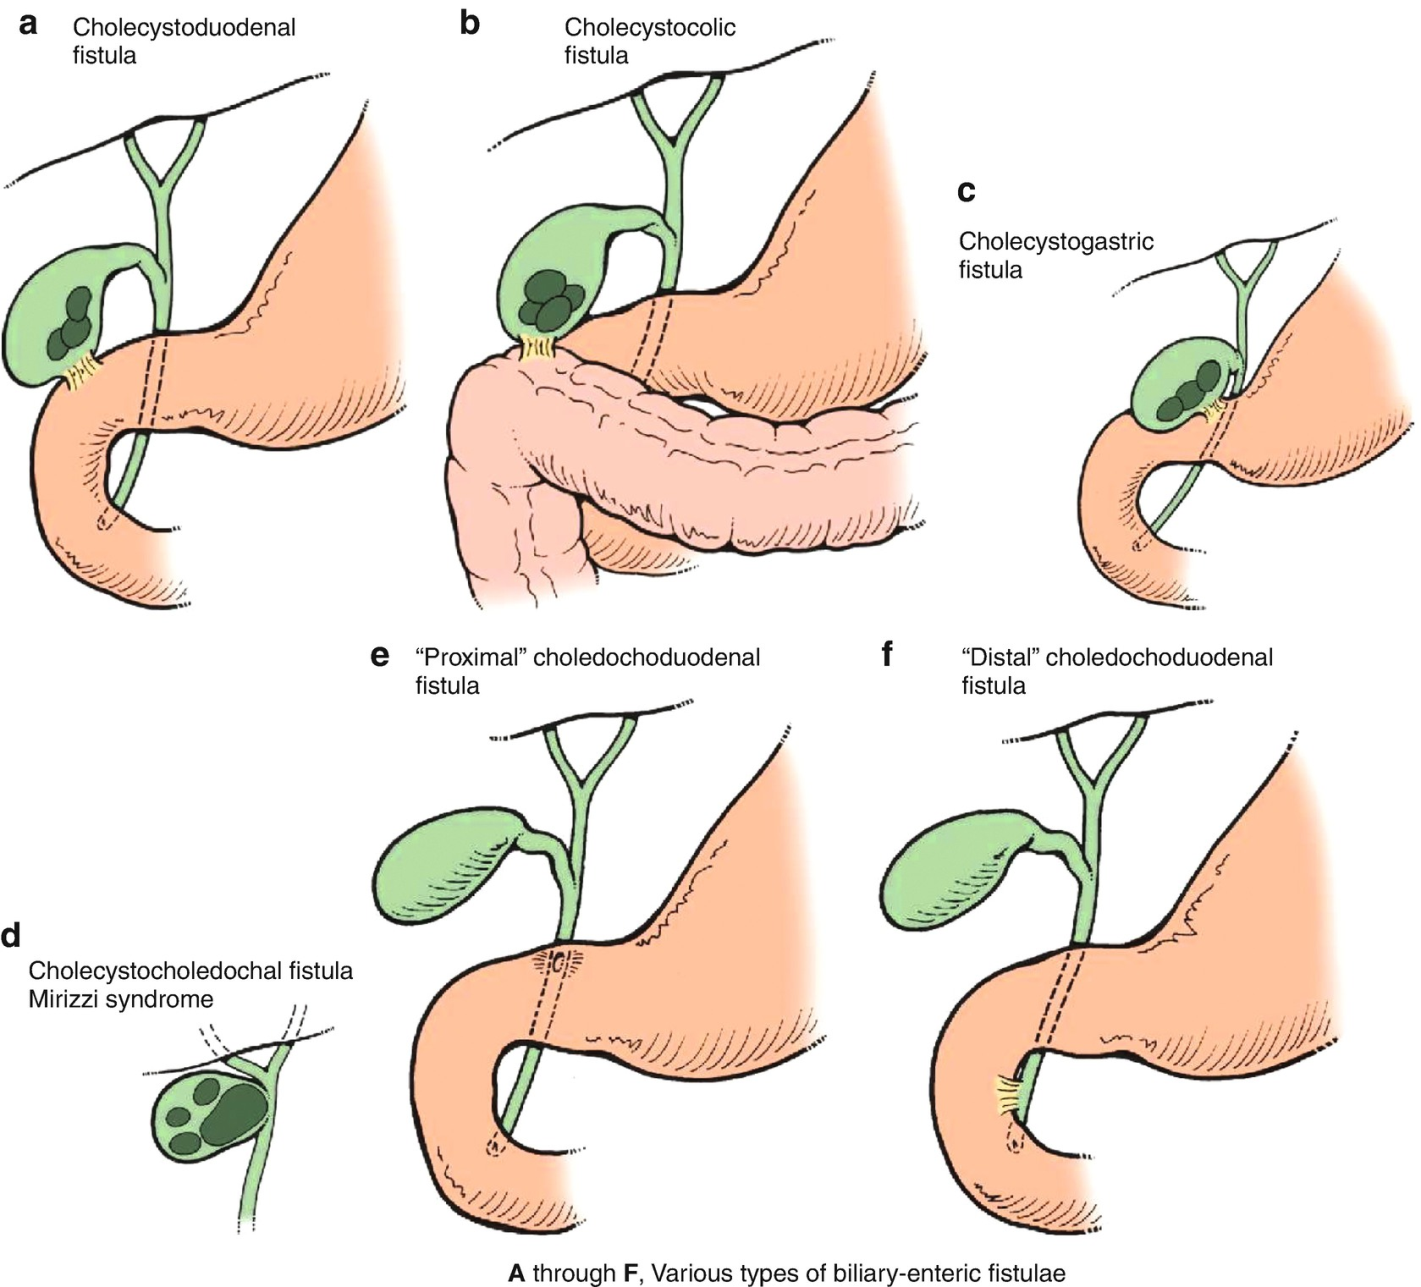 a
Cholecystoduodenal
fistula
b
Cholecystocolic
fistula
c
Cholecystogastric
fistula
d
Cholecystocholedochal fistula
Mirizzi syndrome
e
“Proximal” choledochoduodenal
fistula
f
“Distal” choledochoduodenal
fistula
A through F, Various types of biliary-enteric fistulae